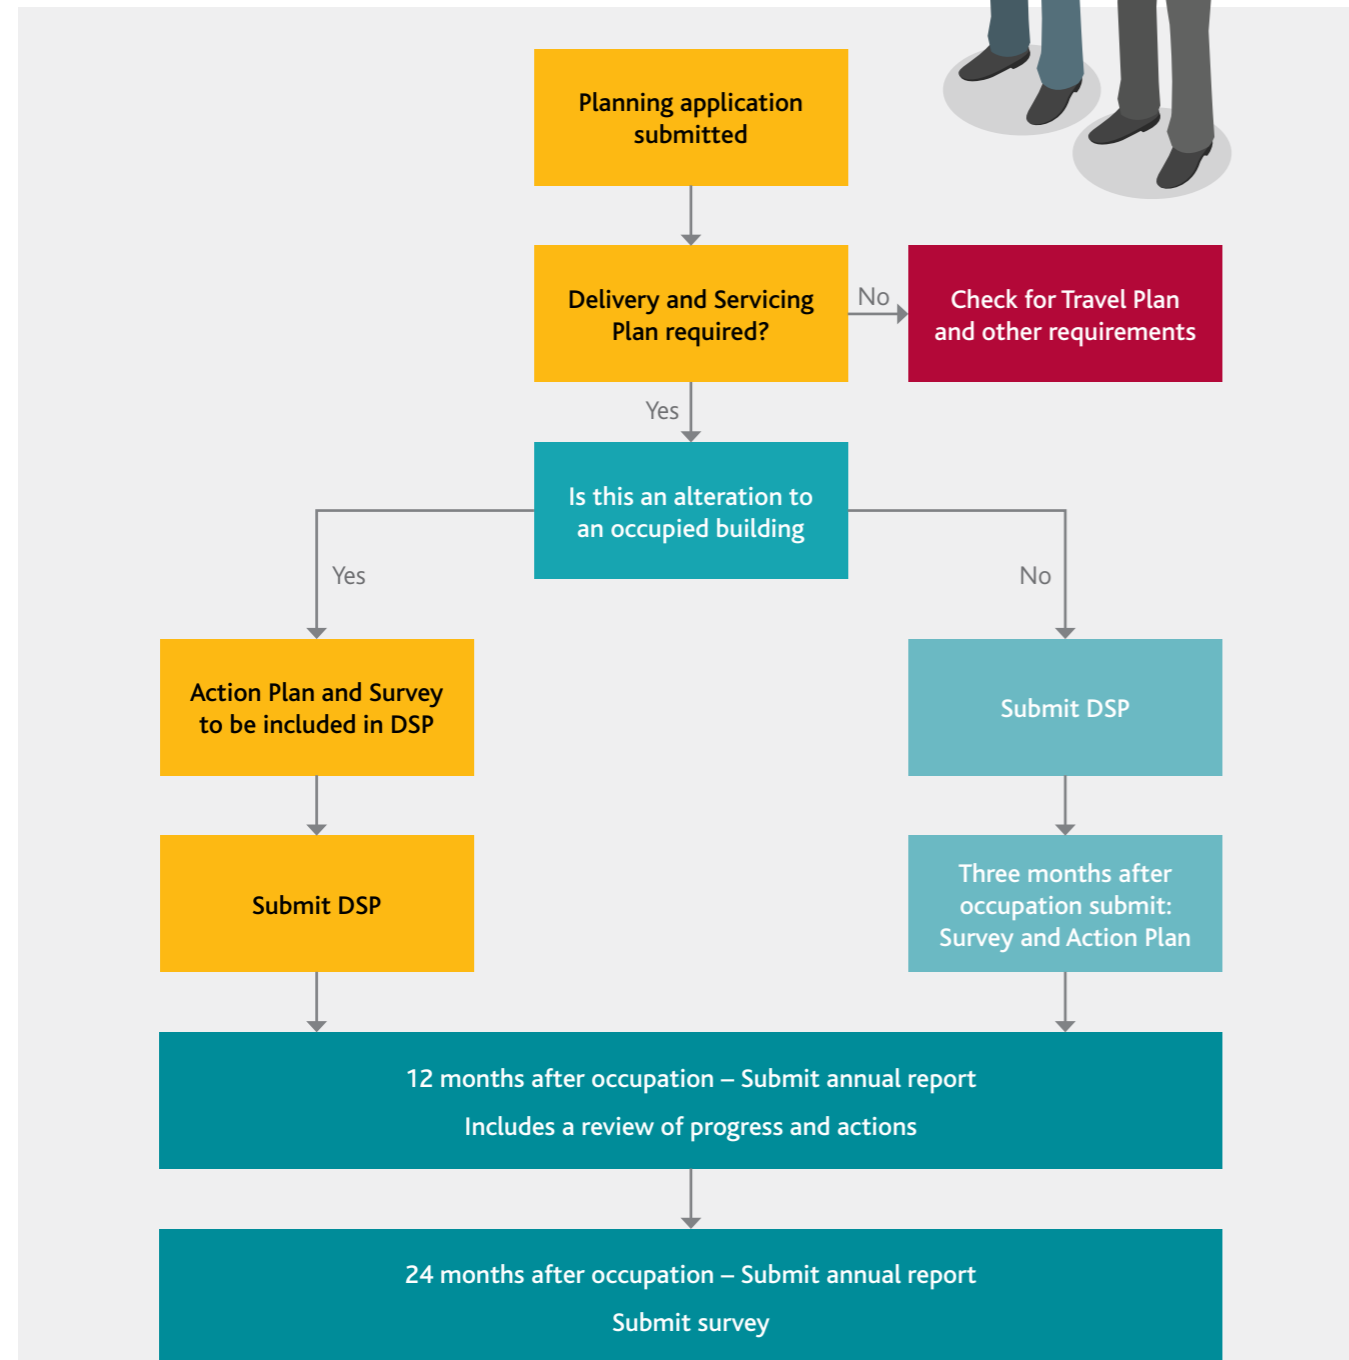 Planning application
submitted
Delivery and Servicing
Plan required?
No
Check for Travel Plan
and other requirements
Yes
Is this an alteration to
an occupied building
Yes
No
Action Plan and Survey
to be included in DSP
Submit DSP
Submit DSP
Three months after
occupation submit:
Survey and Action Plan
12 months after occupation – Submit annual report
Includes a review of progress and actions
24 months after occupation – Submit annual report
Submit survey